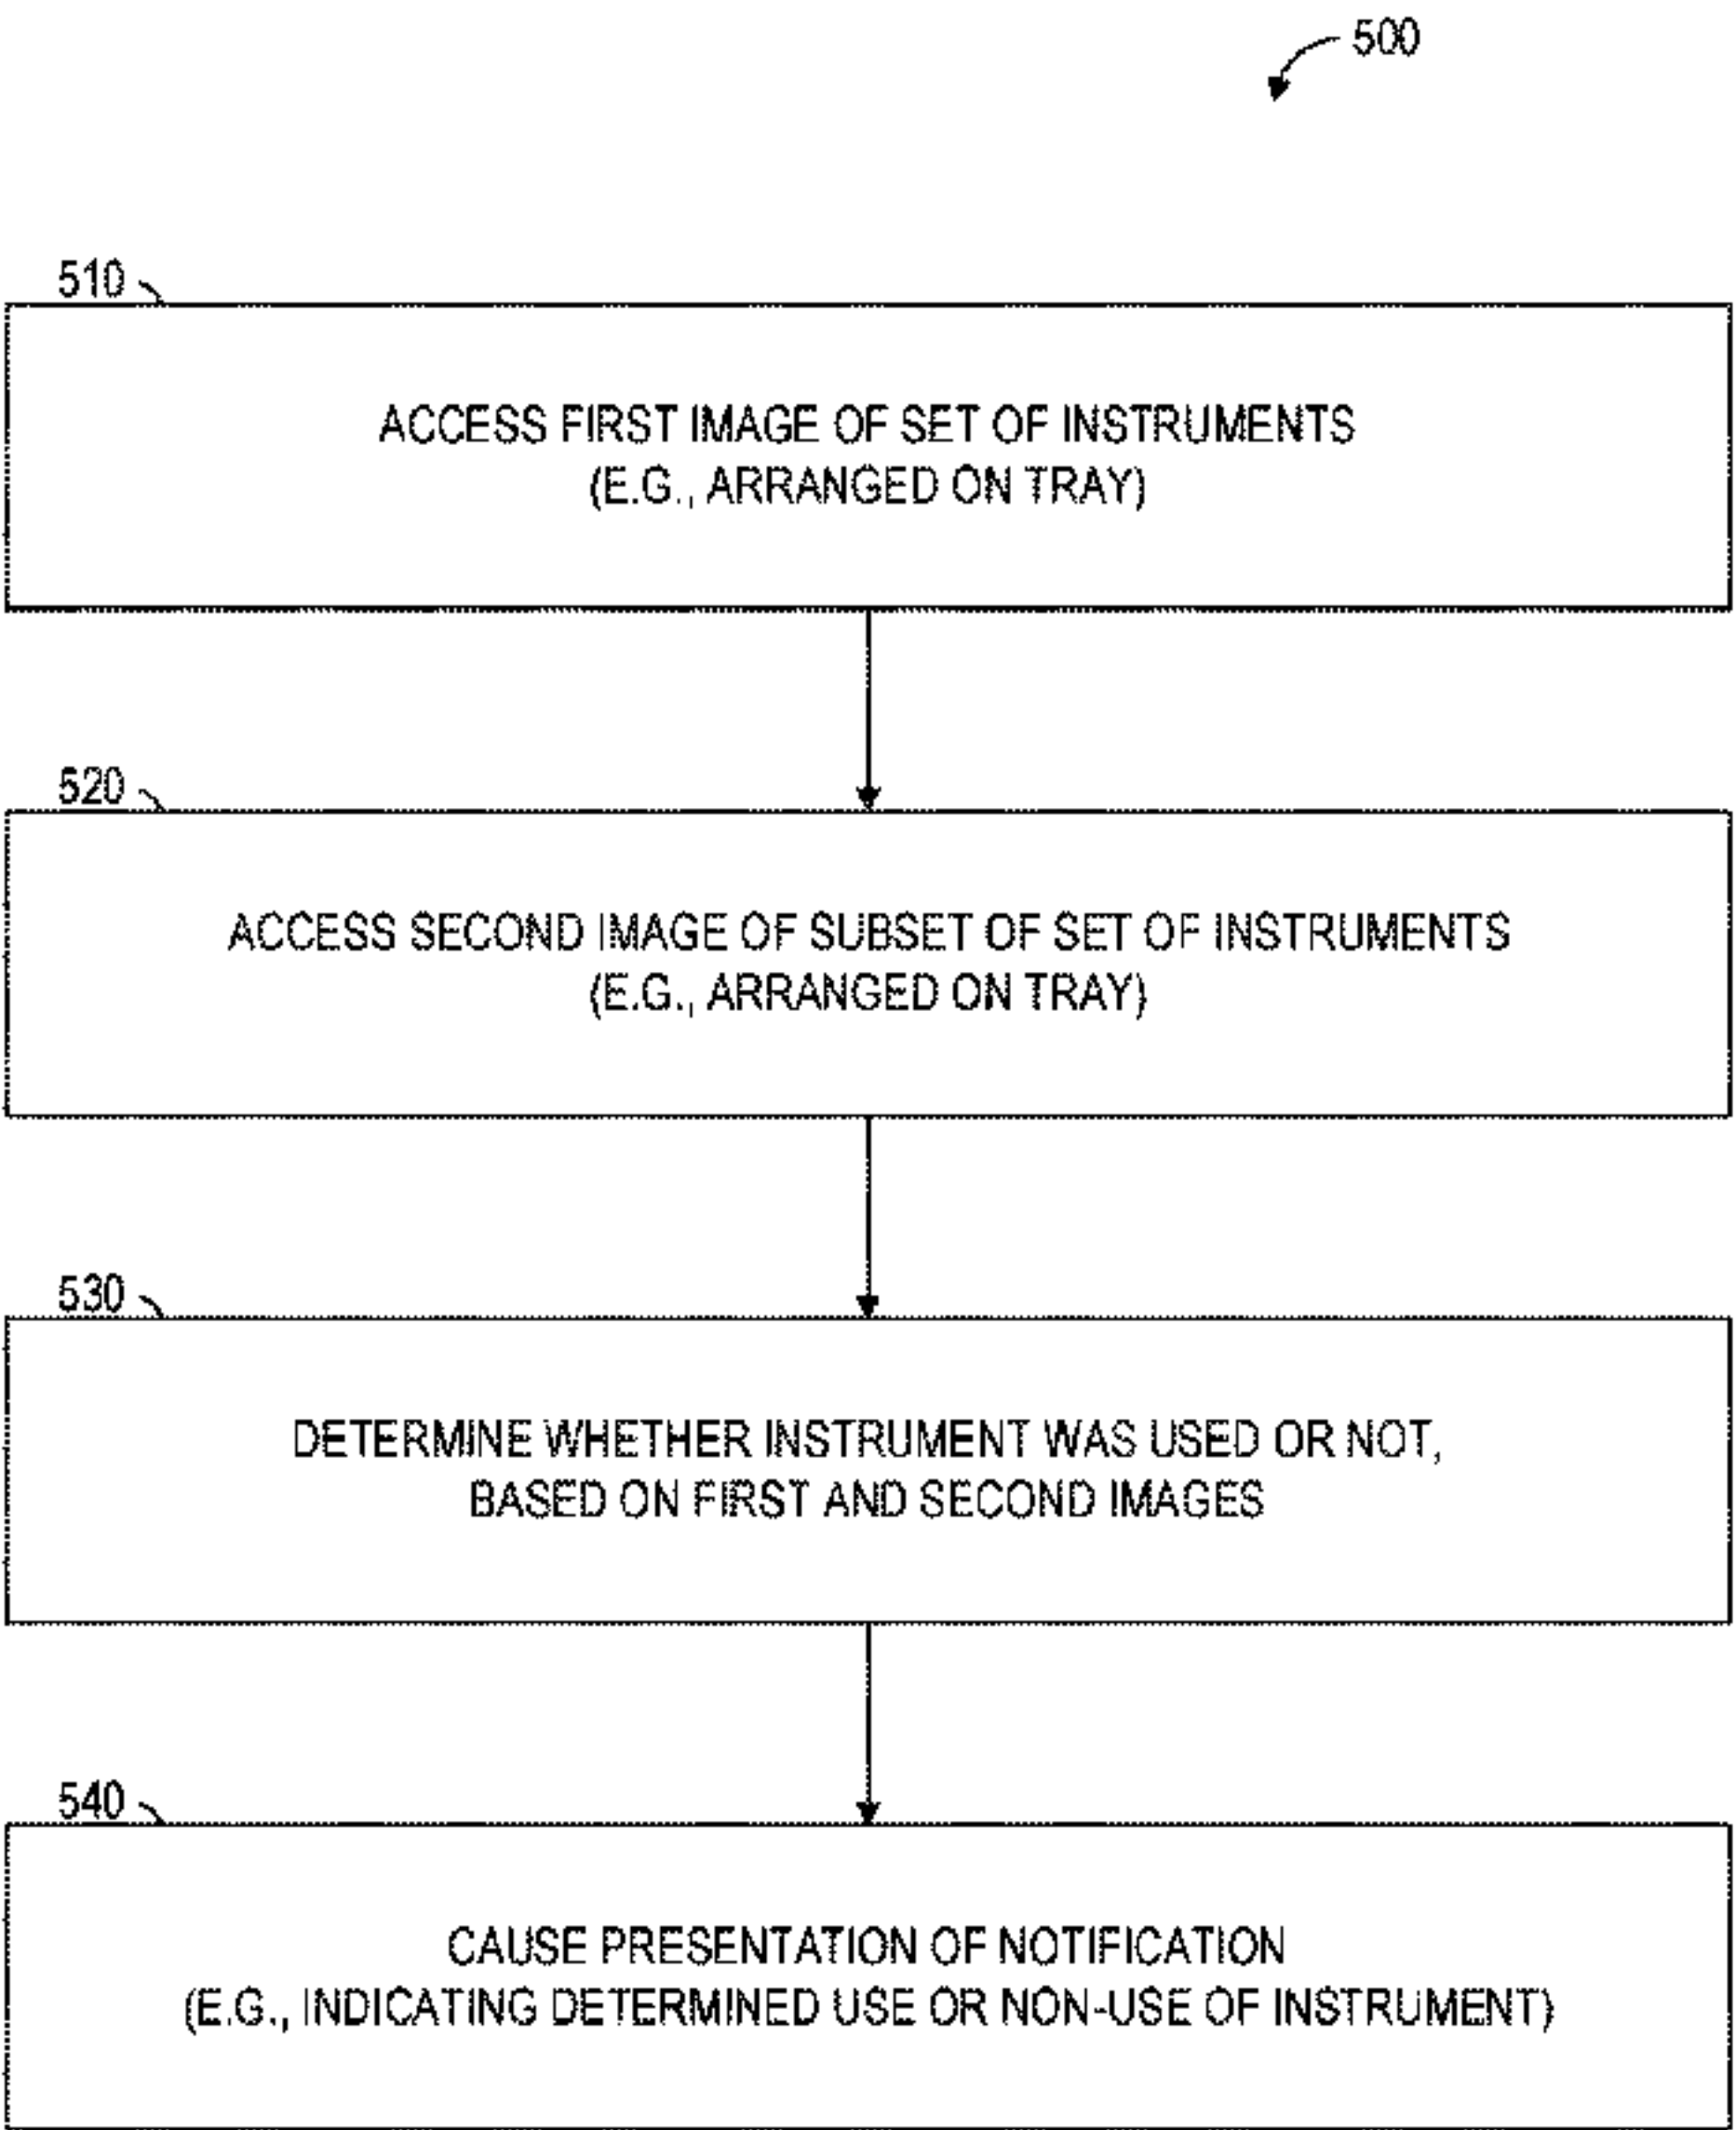 500
510
ACCESS FIRST IMAGE OF SET OF INSTRUMENTS
(E.G., ARRANGED ON TRAY)
520
ACCESS SECOND IMAGE OF SUBSET OF SET OF INSTRUMENTS
(E.G., ARRANGED ON TRAY)
530
DETERMINE WHETHER INSTRUMENT WAS USED OR NOT,
BASED ON FIRST AND SECOND IMAGES
540
CAUSE PRESENTATION OF NOTIFICATION
(E.G., INDICATING DETERMINED USE OR NON-USE OF INSTRUMENT)